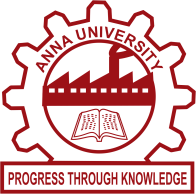 ANNA UNIVERSITY
PROGRESS THROUGH KNOWLEDGE